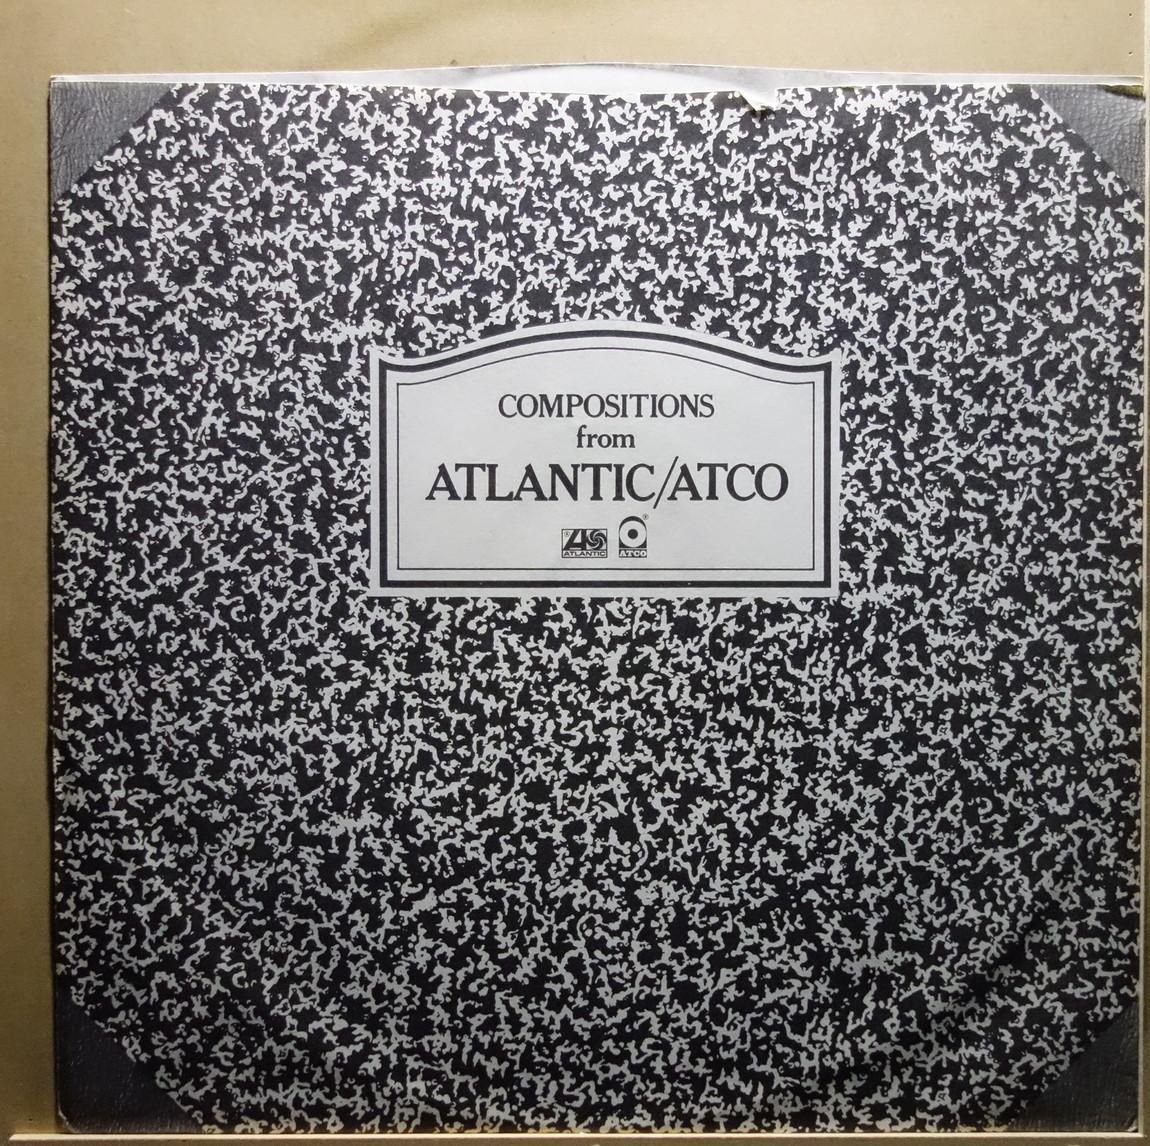 COMPOSITIONS
from
ATLANTIC/ATCO
ATLANTIC
ATCO
®